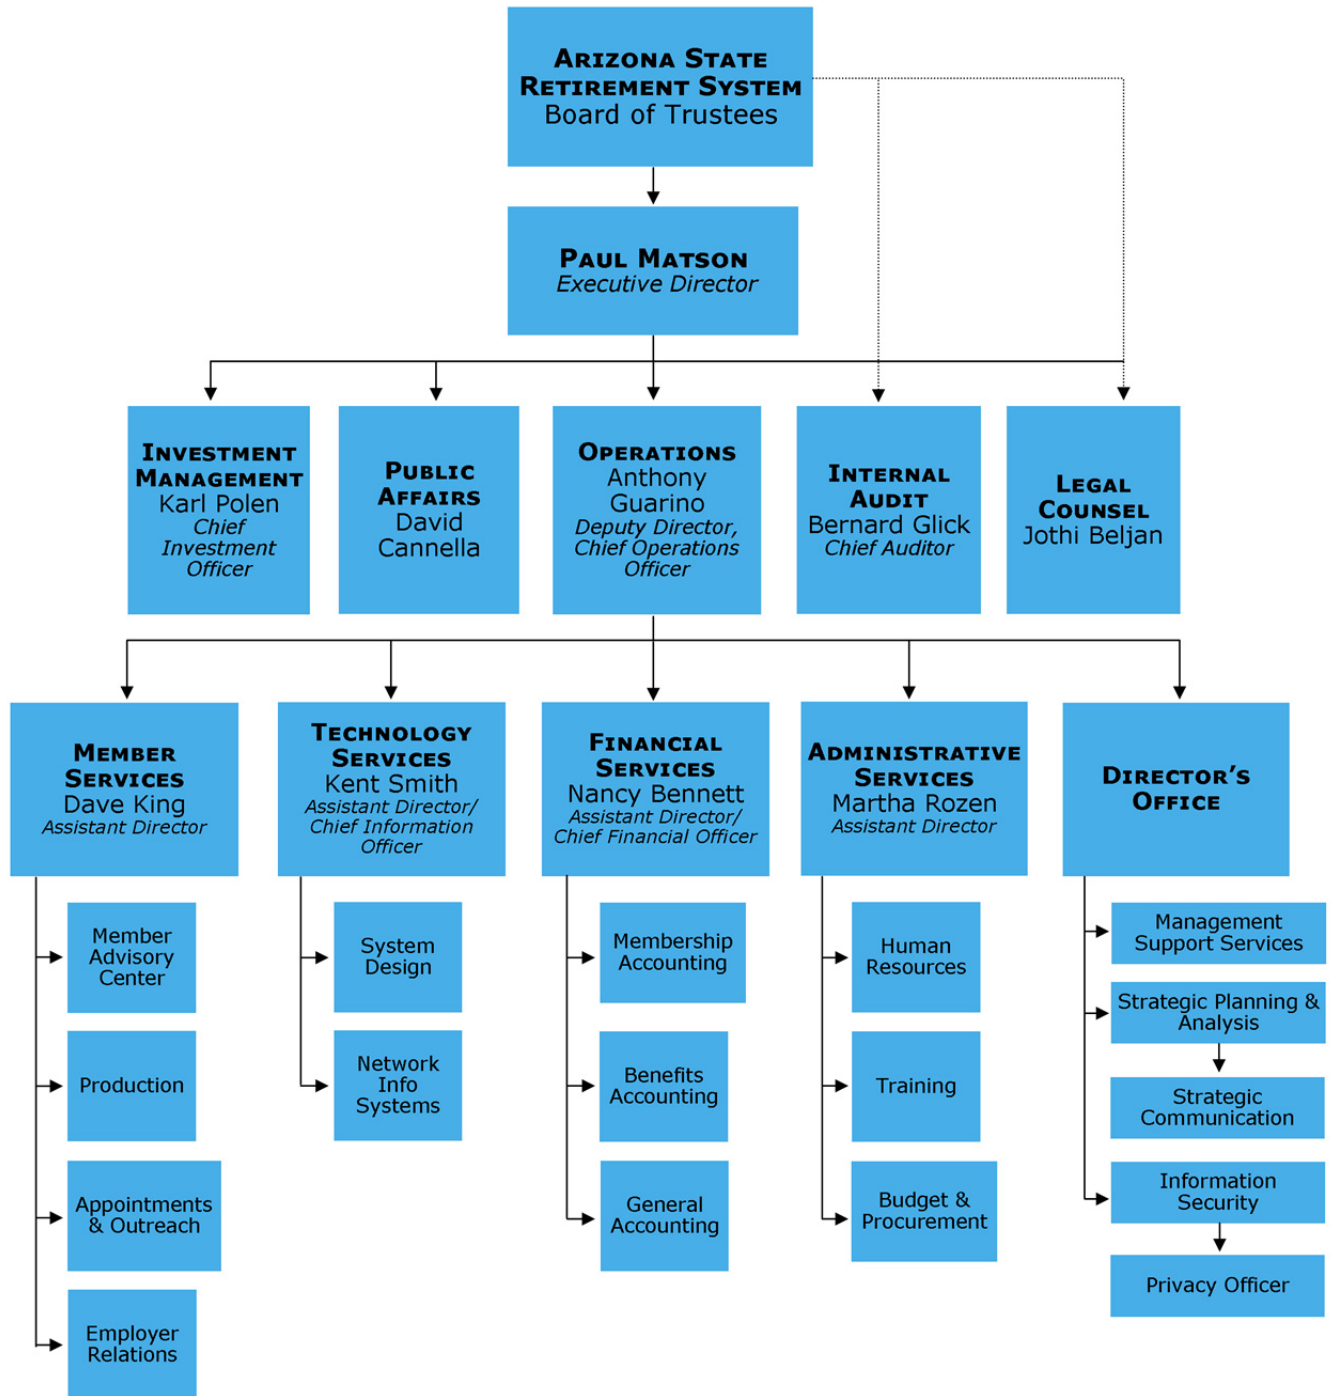 ARIZONA STATE
RETIREMENT SYSTEM
Board of Trustees
PAUL MATSON
Executive Director
INVESTMENT
MANAGEMENT
Karl Polen
Chief
Investment
Officer
PUBLIC
AFFAIRS
David
Cannella
OPERATIONS
Anthony
Guarino
Deputy Director,
Chief Operations
Officer
INTERNAL
AUDIT
Bernard Glick
Chief Auditor
LEGAL
COUNSEL
Jothi Beljan
MEMBER
SERVICES
Dave King
Assistant Director
TECHNOLOGY
SERVICES
Kent Smith
Assistant Director/
Chief Information
Officer
FINANCIAL
SERVICES
Nancy Bennett
Assistant Director/
Chief Financial Officer
ADMINISTRATIVE
SERVICES
Martha Rozen
Assistant Director
DIRECTOR’S
OFFICE
Member
Advisory
Center
Production
Appointments
& Outreach
Employer
Relations
System
Design
Network
Info
Systems
Membership
Accounting
Benefits
Accounting
General
Accounting
Human
Resources
Training
Budget &
Procurement
Management
Support Services
Strategic Planning &
Analysis
Strategic
Communication
Information
Security
Privacy Officer